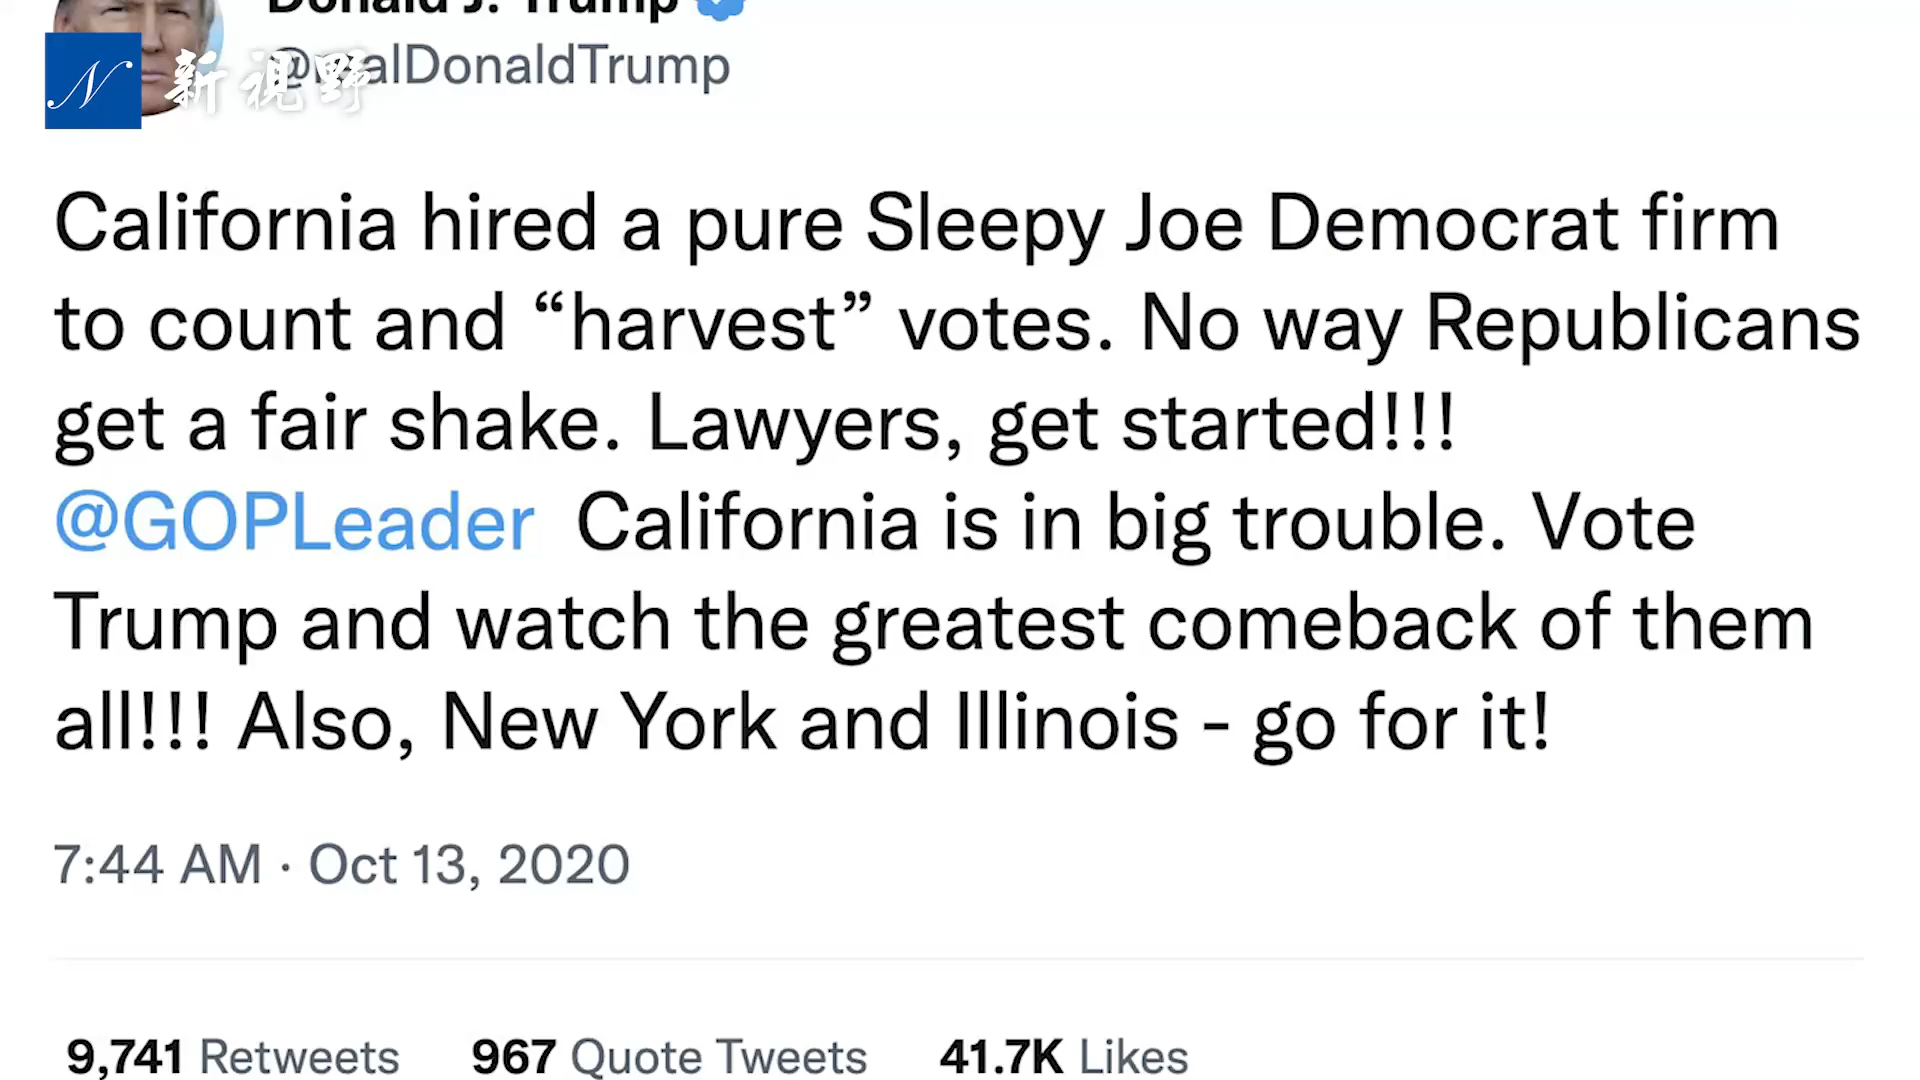 Donald J. Trump
@realDonaldTrump
N 新視野
California hired a pure Sleepy Joe Democrat firm
to count and “harvest” votes. No way Republicans
get a fair shake. Lawyers, get started!!!
@GOPLeader California is in big trouble. Vote
Trump and watch the greatest comeback of them
all!!! Also, New York and Illinois - go for it!
7:44 AM · Oct 13, 2020
9,741 Retweets 967 Quote Tweets 41.7K Likes